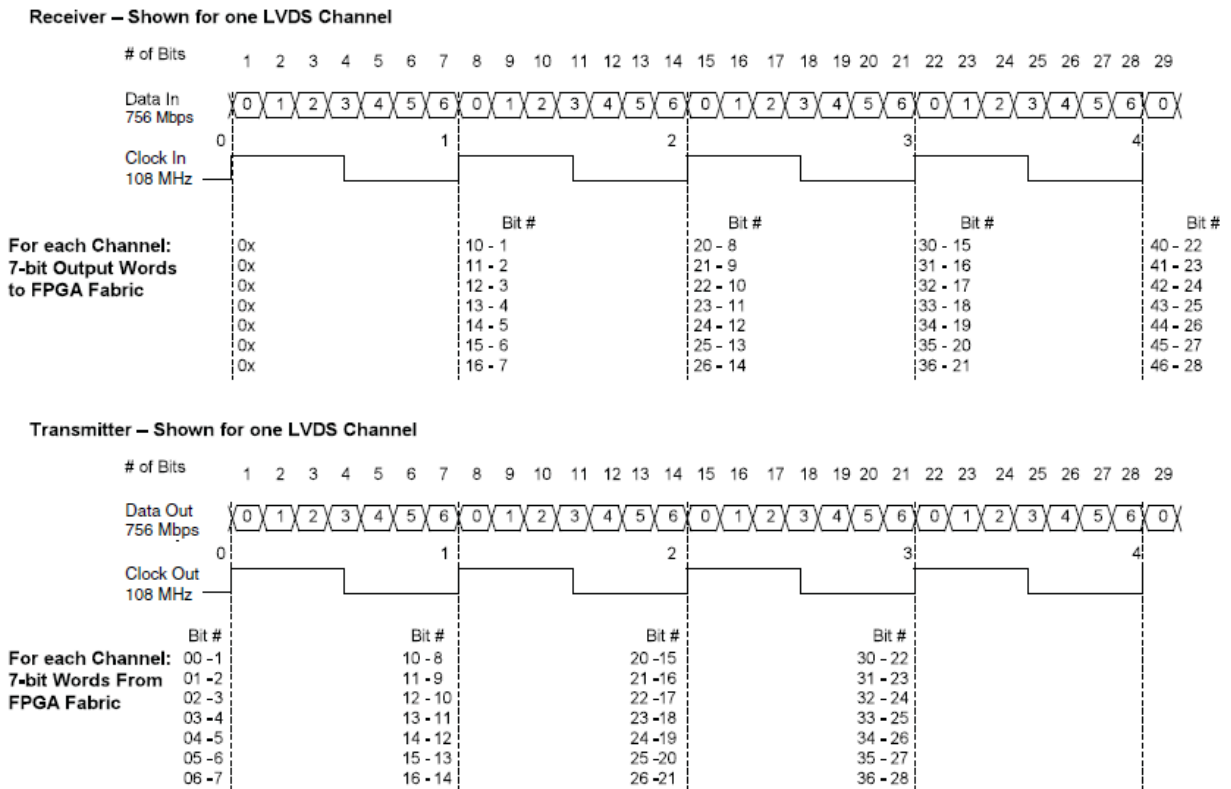 Receiver – Shown for one LVDS Channel
# of Bits 1 2 3 4 5 6 7 8 9 10 11 12 13 14 15 16 17 18 19 20 21 22 23 24 25 26 27 28 29
Data In 0 1 2 3 4 5 6 0 1 2 3 4 5 6 0 1 2 3 4 5 6 0 1 2 3 4 5 6 0
756 Mbps
0 1 2 3 4
Clock In
108 MHz
Bit # Bit # Bit # Bit #
For each Channel: 0x 10 - 1 20 - 8 30 - 15 40 - 22
7-bit Output Words 0x 11 - 2 21 - 9 31 - 16 41 - 23
to FPGA Fabric 0x 12 - 3 22 - 10 32 - 17 42 - 24
0x 13 - 4 23 - 11 33 - 18 43 - 25
0x 14 - 5 24 - 12 34 - 19 44 - 26
0x 15 - 6 25 - 13 35 - 20 45 - 27
0x 16 - 7 26 - 14 36 - 21 46 - 28
Transmitter – Shown for one LVDS Channel
# of Bits 1 2 3 4 5 6 7 8 9 10 11 12 13 14 15 16 17 18 19 20 21 22 23 24 25 26 27 28 29
Data Out 0 1 2 3 4 5 6 0 1 2 3 4 5 6 0 1 2 3 4 5 6 0 1 2 3 4 5 6 0
756 Mbps
0 1 2 3 4
Clock Out
108 MHz
Bit # Bit # Bit # Bit #
For each Channel: 00 -1 10 - 8 20 -15 30 - 22
7-bit Words From 01 -2 11 - 9 21 -16 31 - 23
FPGA Fabric 02 -3 12 - 10 22 -17 32 - 24
03 -4 13 - 11 23 -18 33 - 25
04 -5 14 - 12 24 -19 34 - 26
05 -6 15 - 13 25 -20 35 - 27
06 -7 16 - 14 26 -21 36 - 28